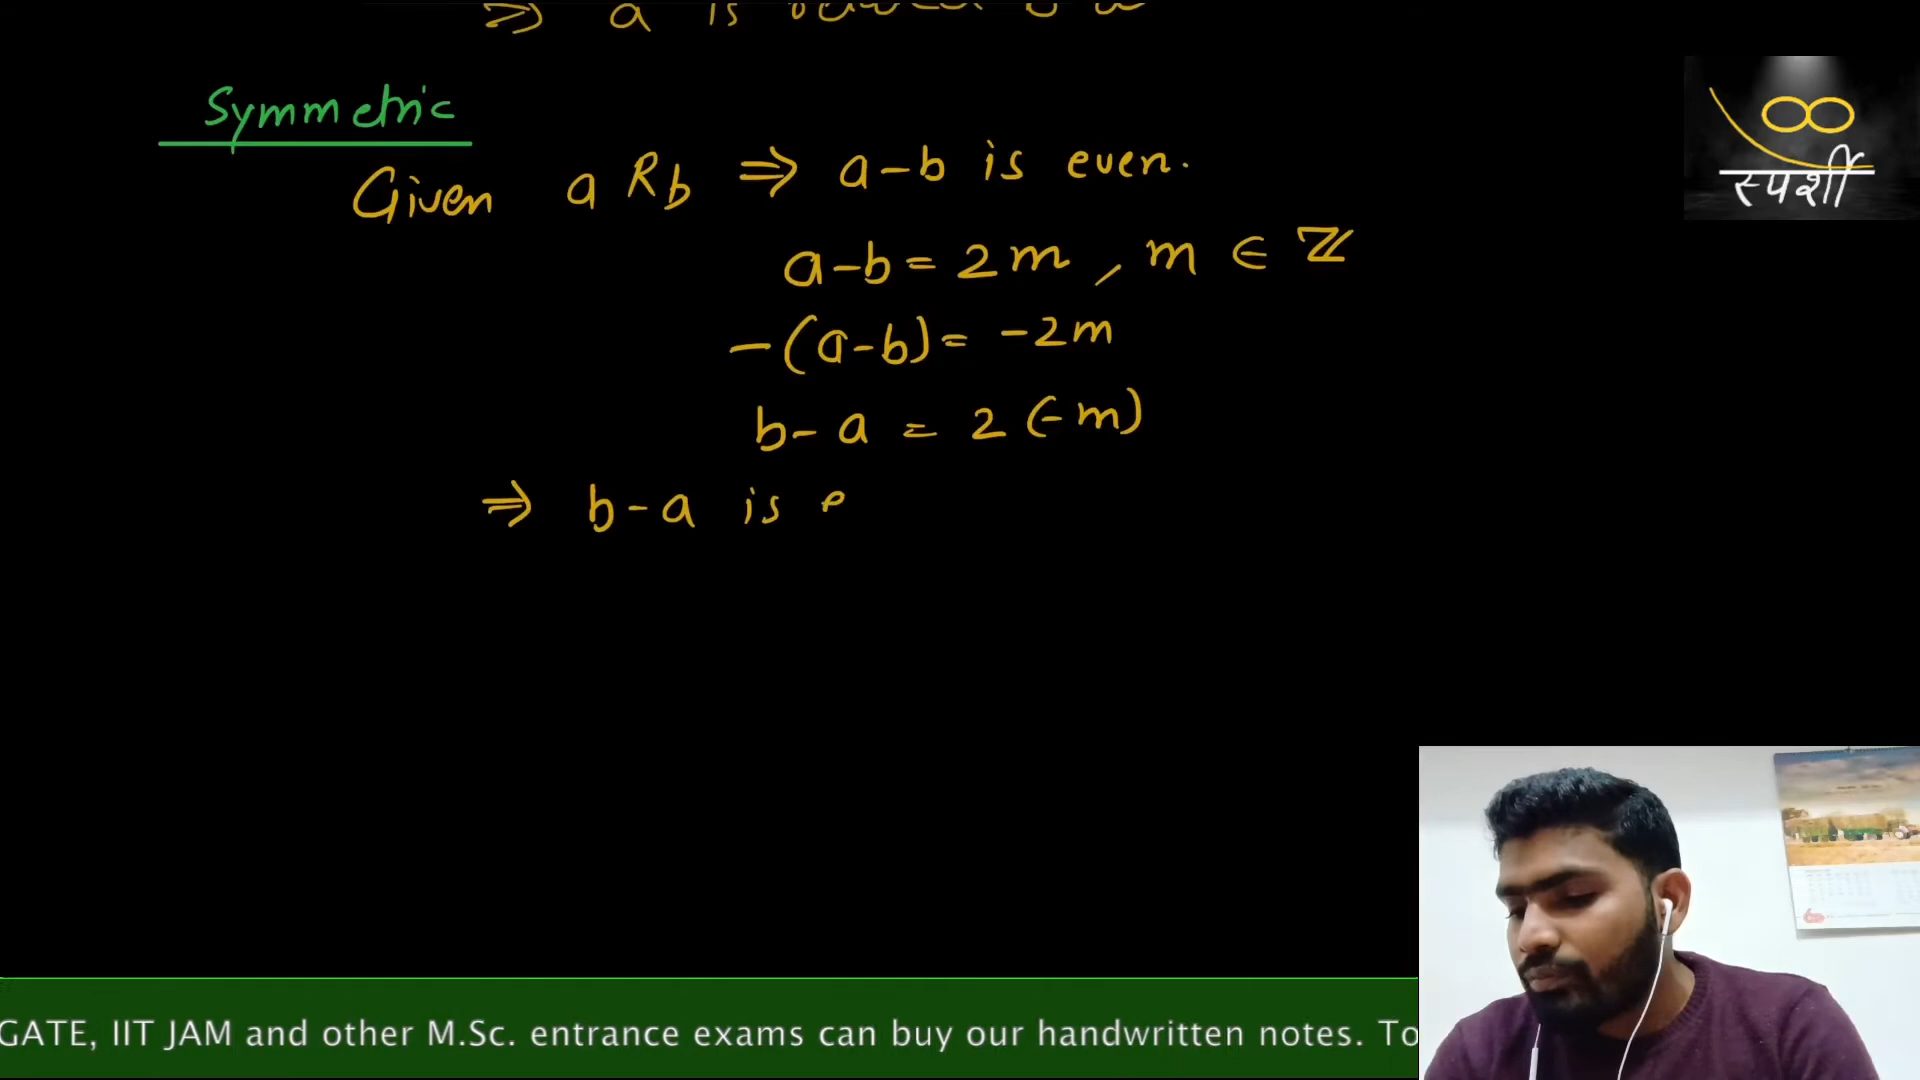 ⇒ a is
Symmetric
Given a R b ⇒ a-b is even.
a-b = 2m , m ∈ ℤ
-(a-b) = -2m
b-a = 2(-m)
⇒ b-a is e
स्पर्शी
GATE, IIT JAM and other M.Sc. entrance exams can buy our handwritten notes. To